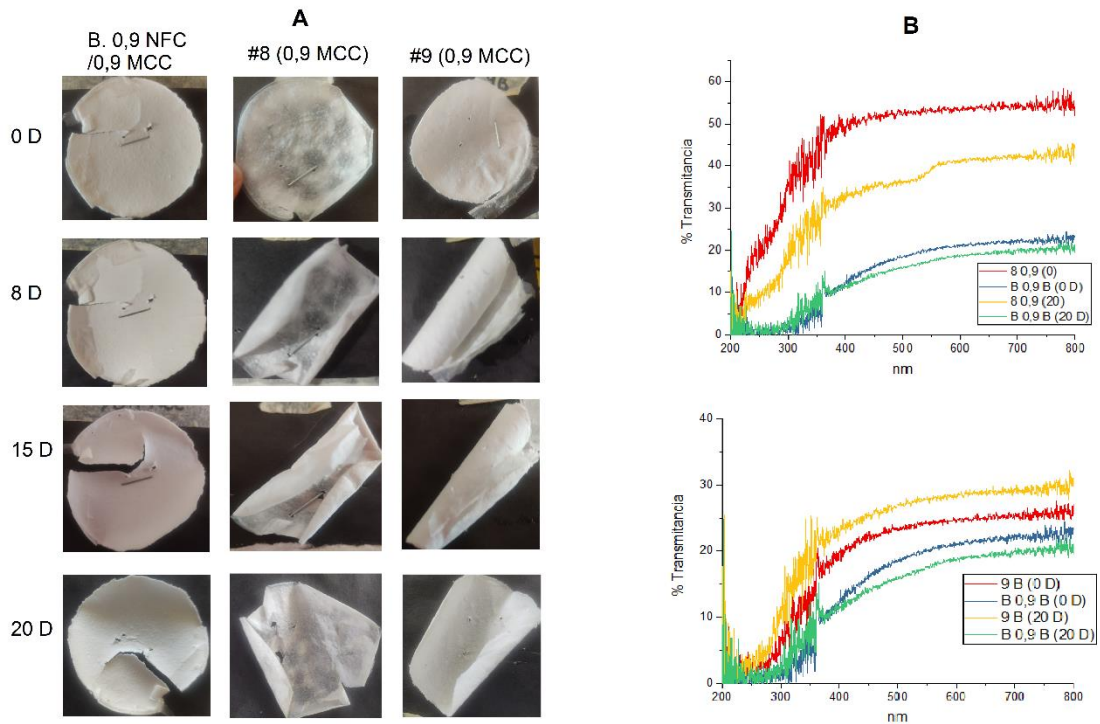 A
B. 0,9 NFC
/0,9 MCC
#8 (0,9 MCC)
#9 (0,9 MCC)
0 D
8 D
15 D
20 D
B
% Transmitancia
60
50
40
30
20
10
0
200 300 400 500 600 700 800
nm
8 0,9 (0)
B 0,9 B (0 D)
8 0,9 (20)
B 0,9 B (20 D)
% Transmitancia
40
30
20
10
0
200 300 400 500 600 700 800
nm
9 B (0 D)
B 0,9 B (0 D)
9 B (20 D)
B 0,9 B (20 D)